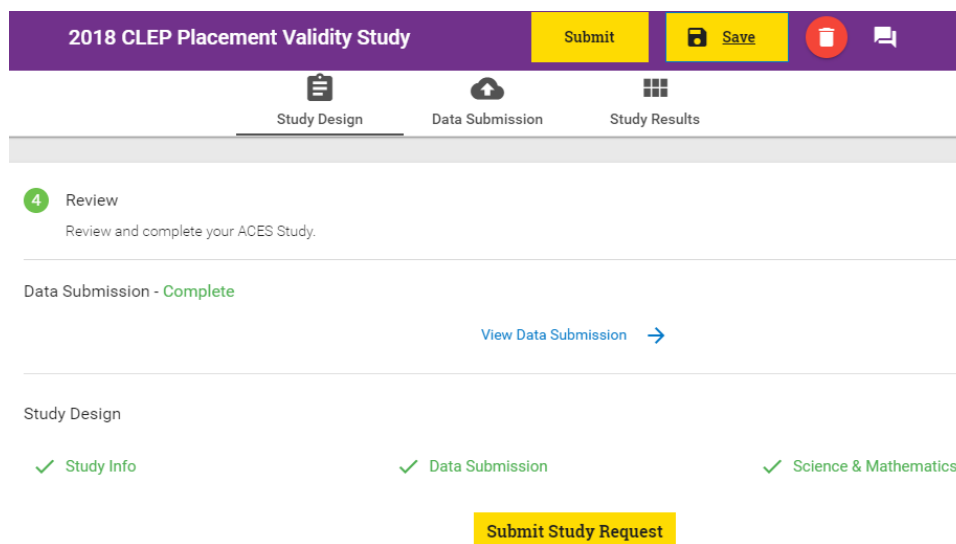 2018 CLEP Placement Validity Study
Submit
Save
Study Design
Data Submission
Study Results
4 Review
Review and complete your ACES Study.
Data Submission - Complete
View Data Submission
Study Design
Study Info
Data Submission
Science & Mathematics
Submit Study Request